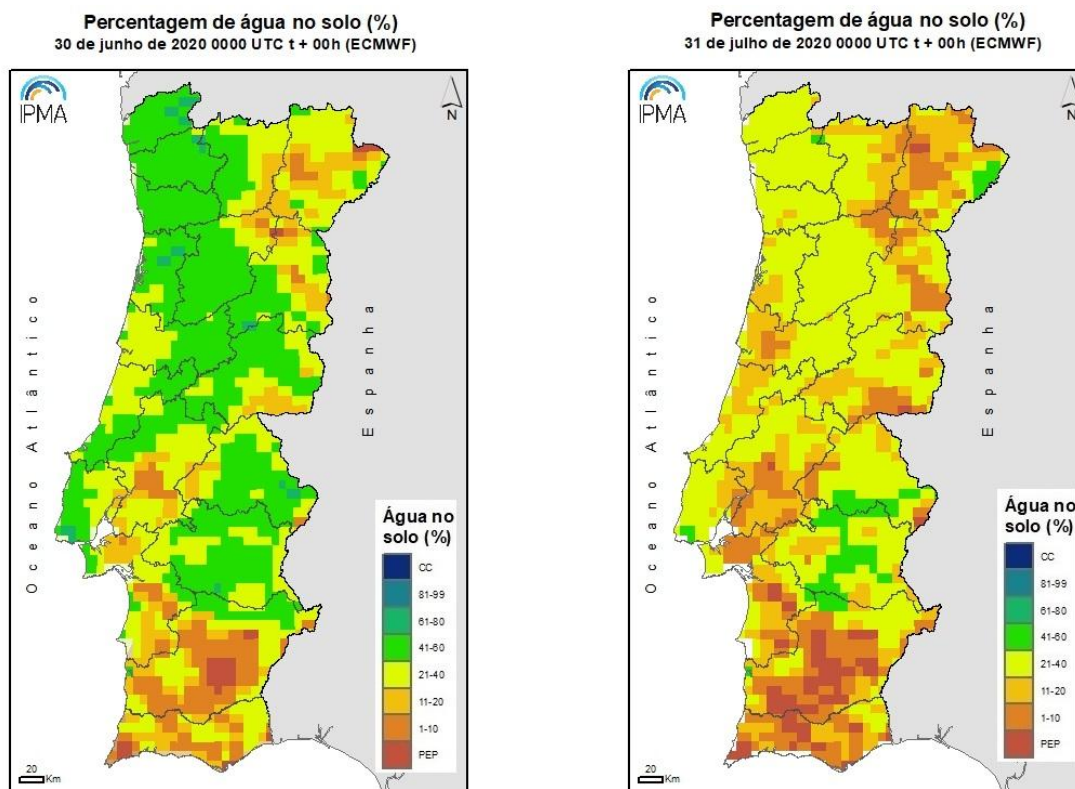 Percentagem de água no solo (%)
30 de junho de 2020 0000 UTC t + 00h (ECMWF)
IPMA
N
Oceano Atlântico
Espanha
Água no
solo (%)
CC
81-99
61-80
41-60
21-40
11-20
1-10
PEP
20
Km
Percentagem de água no solo (%)
31 de julho de 2020 0000 UTC t + 00h (ECMWF)
IPMA
N
Oceano Atlântico
Espanha
Água no
solo (%)
CC
81-99
61-80
41-60
21-40
11-20
1-10
PEP
20
Km